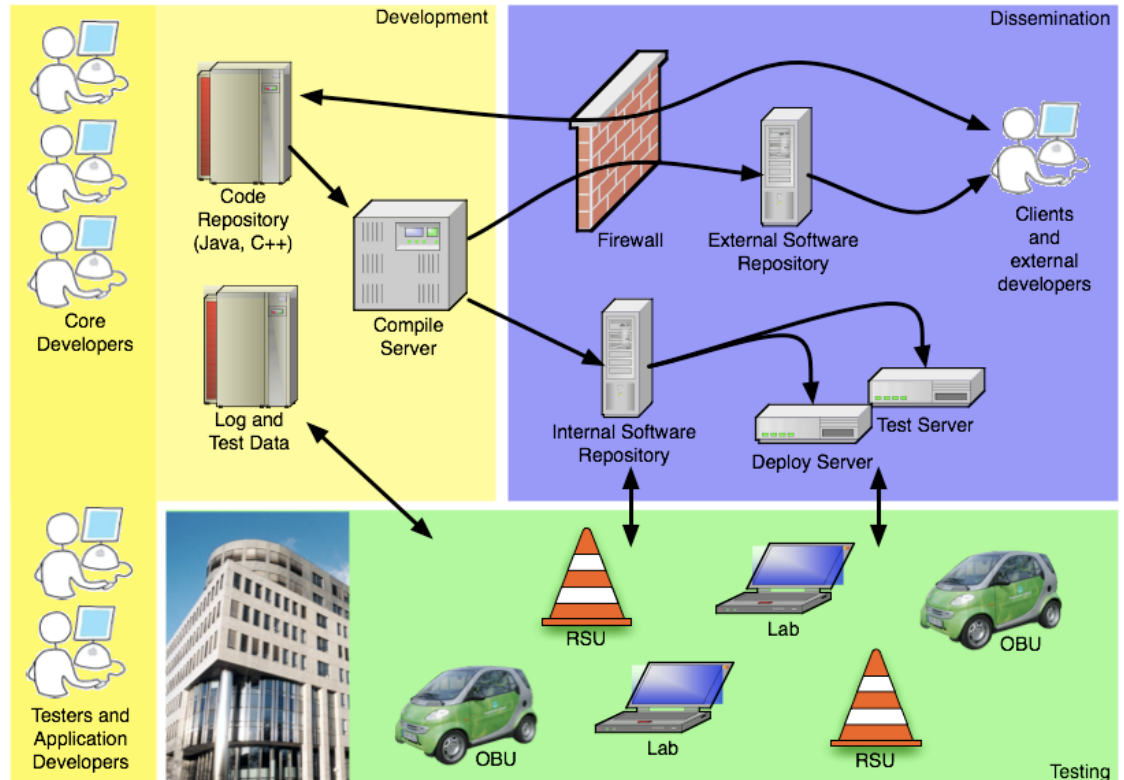 Development
Dissemination
Code
Repository
(Java, C++)
Firewall
External Software
Repository
Clients
and
external
developers
Core
Developers
Compile
Server
Log and
Test Data
Internal Software
Repository
Test Server
Deploy Server
RSU
Lab
OBU
OBU
Lab
RSU
Testers and
Application
Developers
Testing